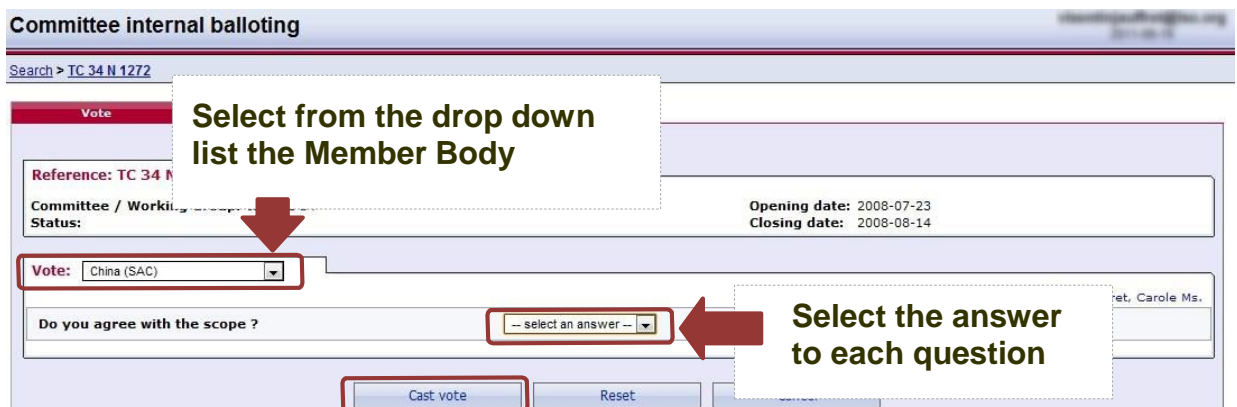 Committee internal balloting
Search > TC 34 N 1272
Vote
Select from the drop down
list the Member Body
Reference: TC 34 N
Committee / Working
Status:
Opening date: 2008-07-23
Closing date: 2008-08-14
Vote: China (SAC)
ret, Carole Ms.
Do you agree with the scope ?
-- select an answer --
Select the answer
to each question
Cast vote
Reset